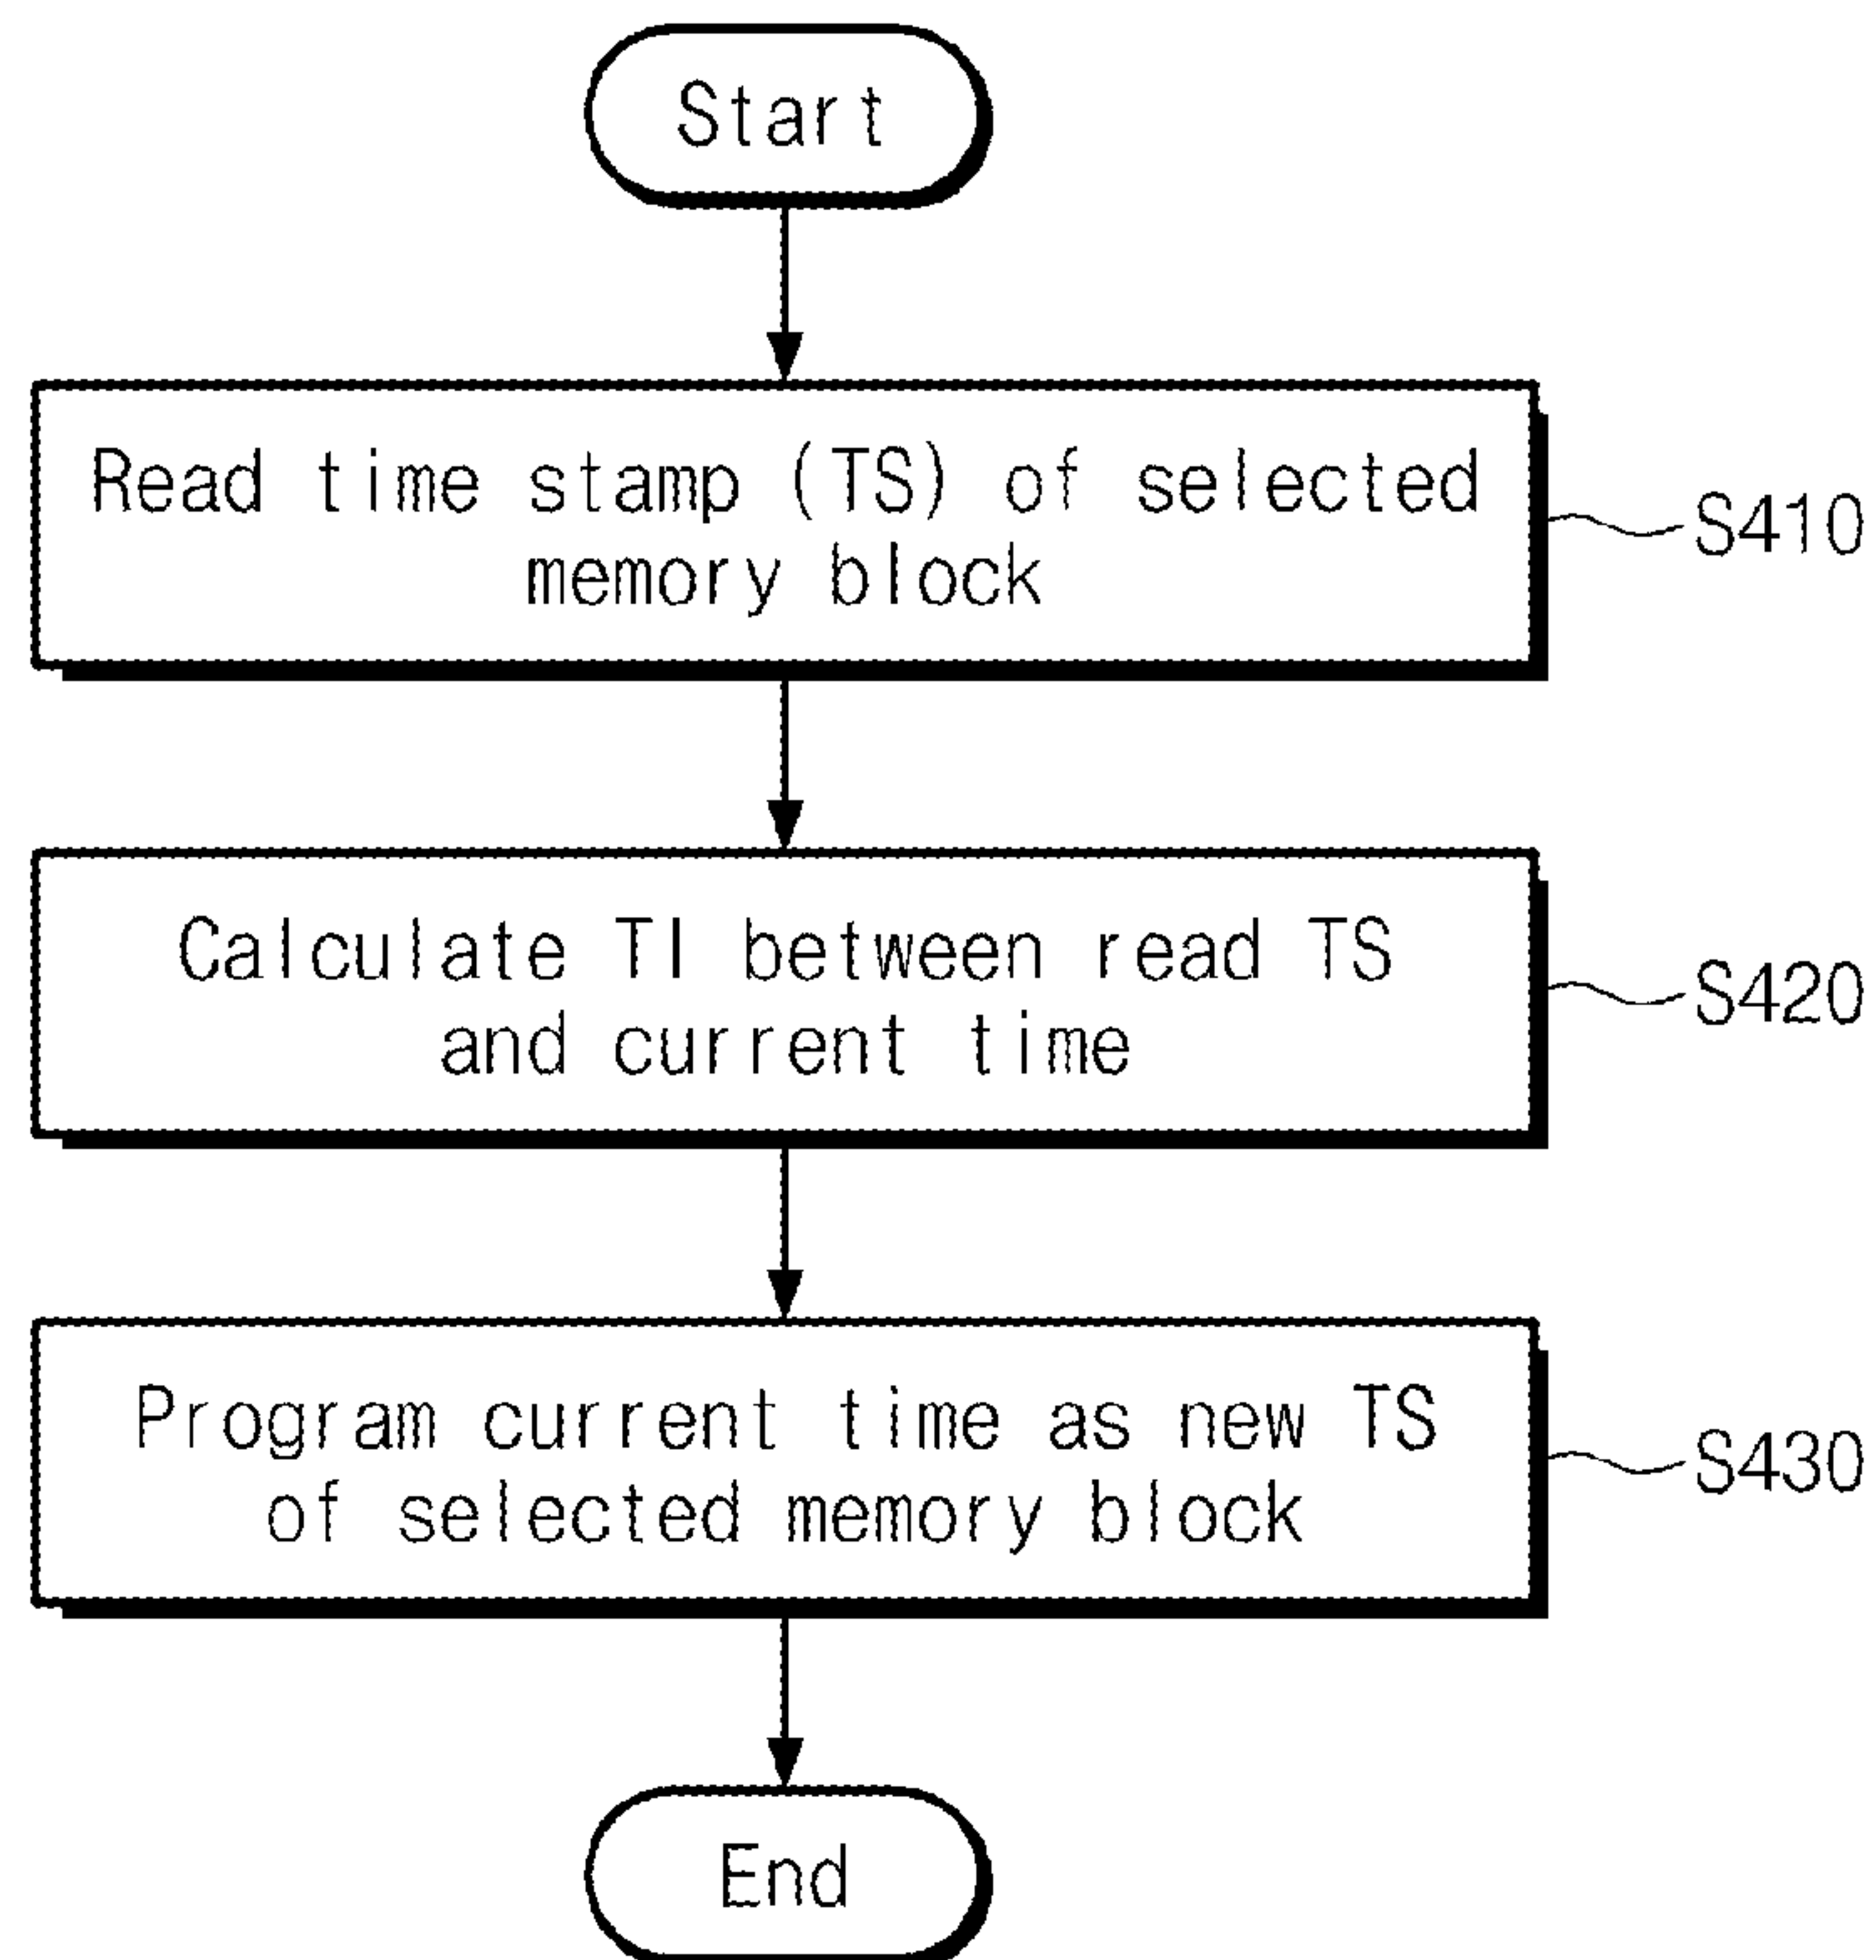 Start
Read time stamp (TS) of selected
memory block
S410
Calculate TI between read TS
and current time
S420
Program current time as new TS
of selected memory block
S430
End